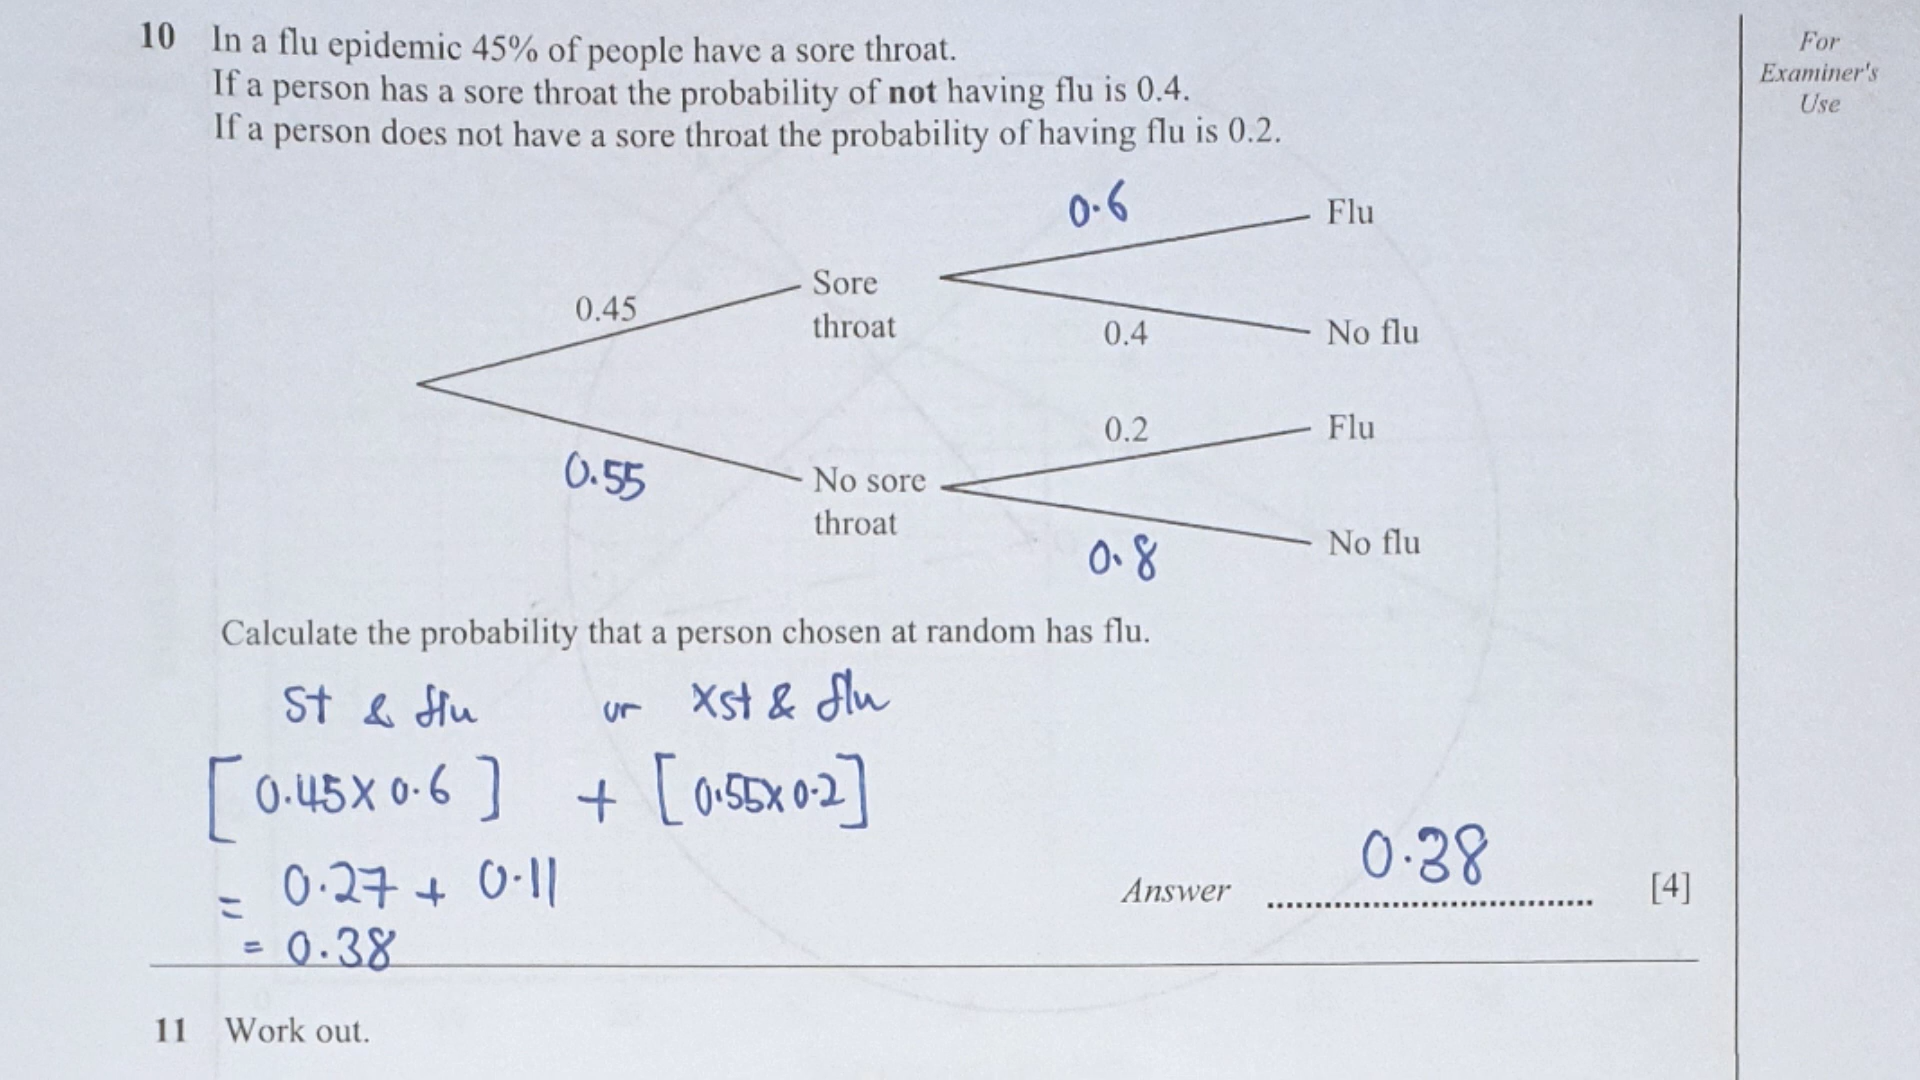 10 In a flu epidemic 45% of people have a sore throat.
If a person has a sore throat the probability of not having flu is 0.4.
If a person does not have a sore throat the probability of having flu is 0.2.
For
Examiner's
Use
0.6
Flu
0.45
Sore
throat
0.4
No flu
0.2
Flu
0.55
No sore
throat
0.8
No flu
Calculate the probability that a person chosen at random has flu.
St & flu or Xst & flu
[0.45 x 0.6] + [0.55 x 0.2]
= 0.27 + 0.11
= 0.38
Answer 0.38 [4]
11 Work out.